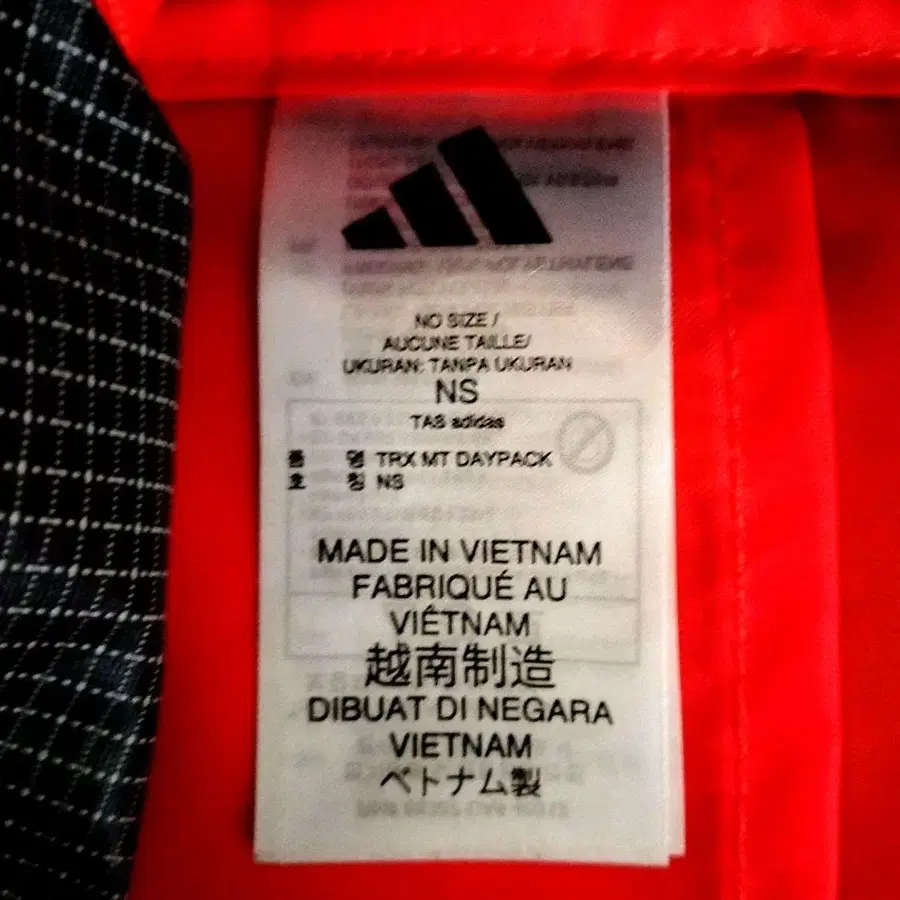 NO SIZE /
AUCUNE TAILLE/
UKURAN: TANPA UKURAN
NS
TAS adidas
품 명 TRX MT DAYPACK
호 칭 NS
MADE IN VIETNAM
FABRIQUÉ AU
VIÊTNAM
越南制造
DIBUAT DI NEGARA
VIETNAM
ベトナム製